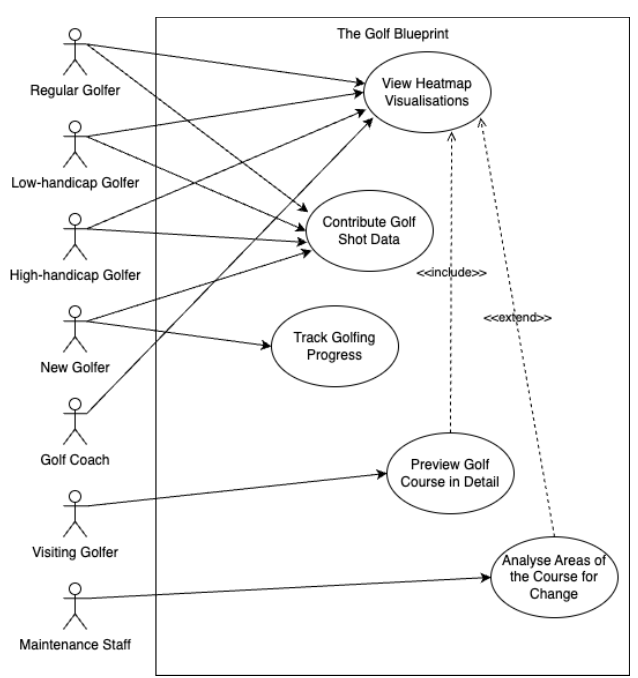 The Golf Blueprint
Regular Golfer
View Heatmap
Visualisations
Low-handicap Golfer
Contribute Golf
Shot Data
High-handicap Golfer
<<include>>
<<extend>>
Track Golfing
Progress
New Golfer
Golf Coach
Preview Golf
Course in Detail
Visiting Golfer
Analyse Areas of
the Course for
Change
Maintenance Staff